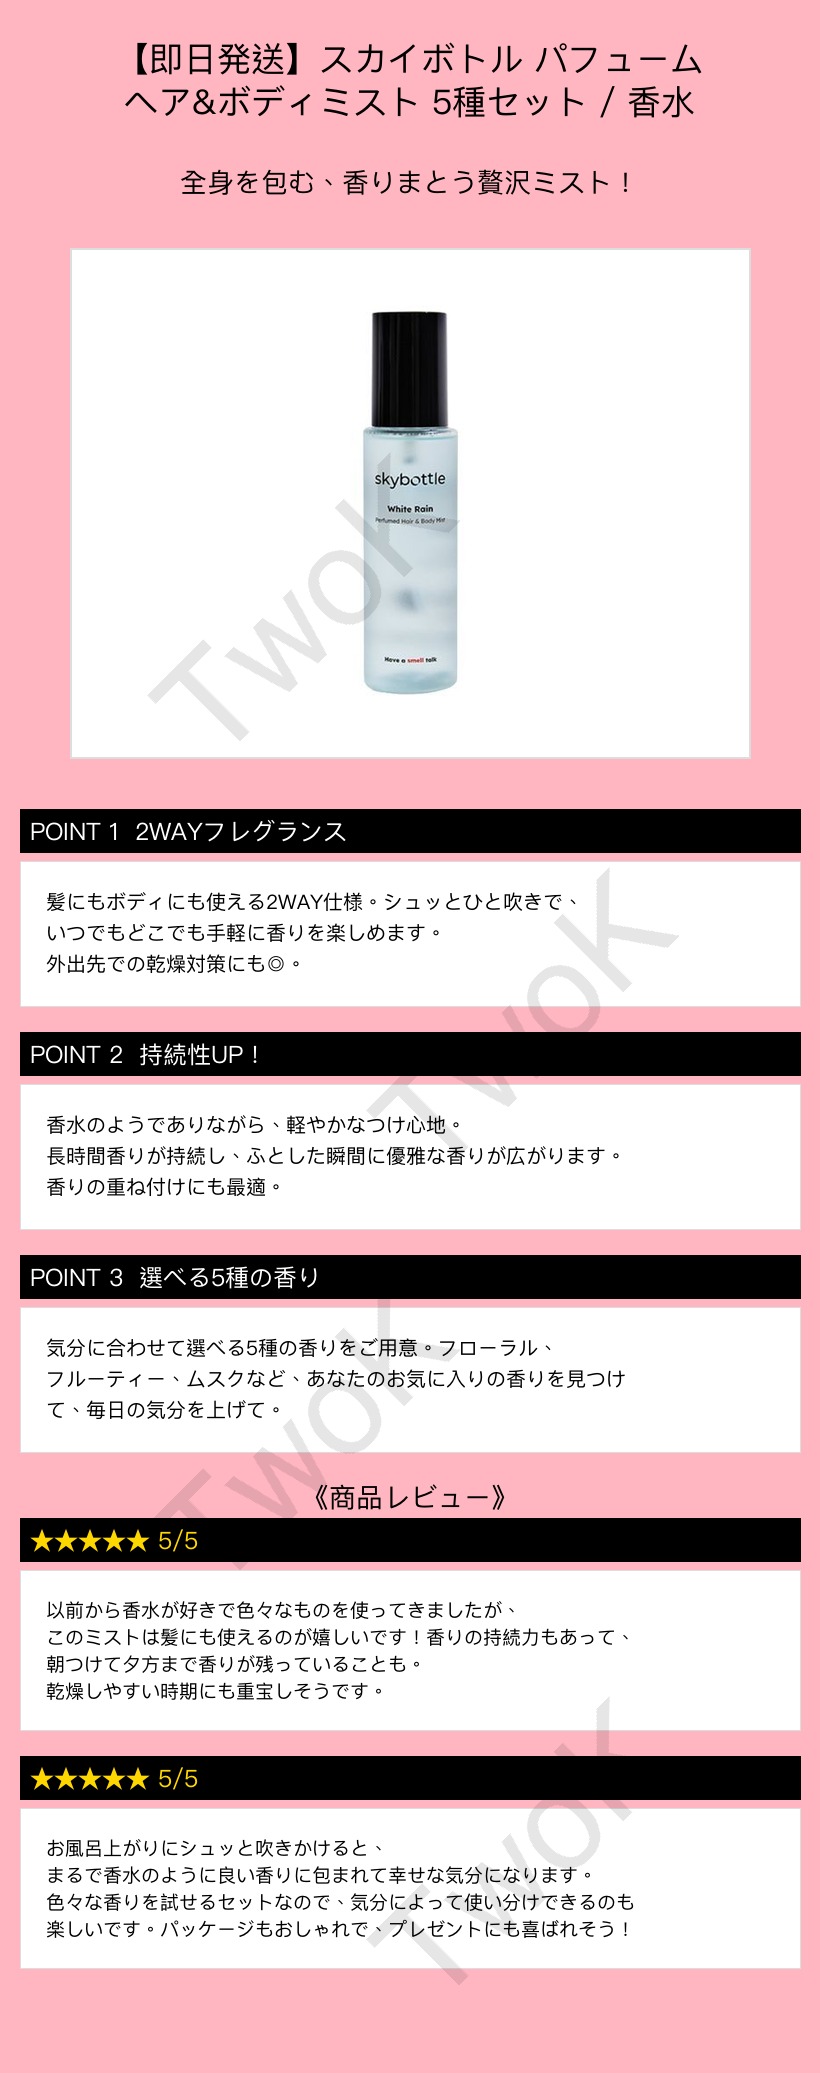 【即日発送】スカイボトル パフューム
ヘア&ボディミスト 5種セット / 香水
全身を包む、香りまとう贅沢ミスト！
skybottle
White Rain
Perfumed Hair & Body Mist
Have a smell talk
TwoK
POINT 1 2WAYフレグランス
髪にもボディにも使える2WAY仕様。シュッとひと吹きで、
いつでもどこでも手軽に香りを楽しめます。
外出先での乾燥対策にも◎。
TwoK
POINT 2 持続性UP！
香水のようでありながら、軽やかなつけ心地。
長時間香りが持続し、ふとした瞬間に優雅な香りが広がります。
香りの重ね付けにも最適。
POINT 3 選べる5種の香り
気分に合わせて選べる5種の香りをご用意。フローラル、
フルーティー、ムスクなど、あなたのお気に入りの香りを見つけ
て、毎日の気分を上げて。
TwoK
《商品レビュー》
★★★★★ 5/5
以前から香水が好きで色々なものを使ってきましたが、
このミストは髪にも使えるのが嬉しいです！香りの持続力もあって、
朝つけて夕方まで香りが残っていることも。
乾燥しやすい時期にも重宝しそうです。
★★★★★ 5/5
お風呂上がりにシュッと吹きかけると、
まるで香水のように良い香りに包まれて幸せな気分になります。
色々な香りを試せるセットなので、気分によって使い分けできるのも
楽しいです。パッケージもおしゃれで、プレゼントにも喜ばれそう！
TwoK